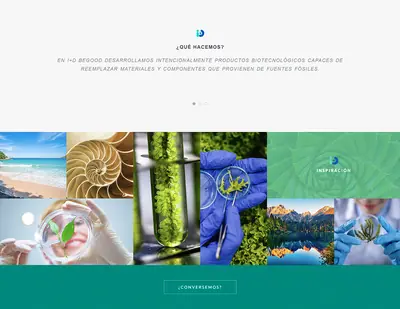 ¿QUÉ HACEMOS?
EN I+D BEGOOD DESARROLLAMOS INTENCIONALMENTE PRODUCTOS BIOTECNOLÓGICOS CAPACES DE
REEMPLAZAR MATERIALES Y COMPONENTES QUE PROVIENEN DE FUENTES FÓSILES.
INSPIRACIÓN
¿CONVERSEMOS?